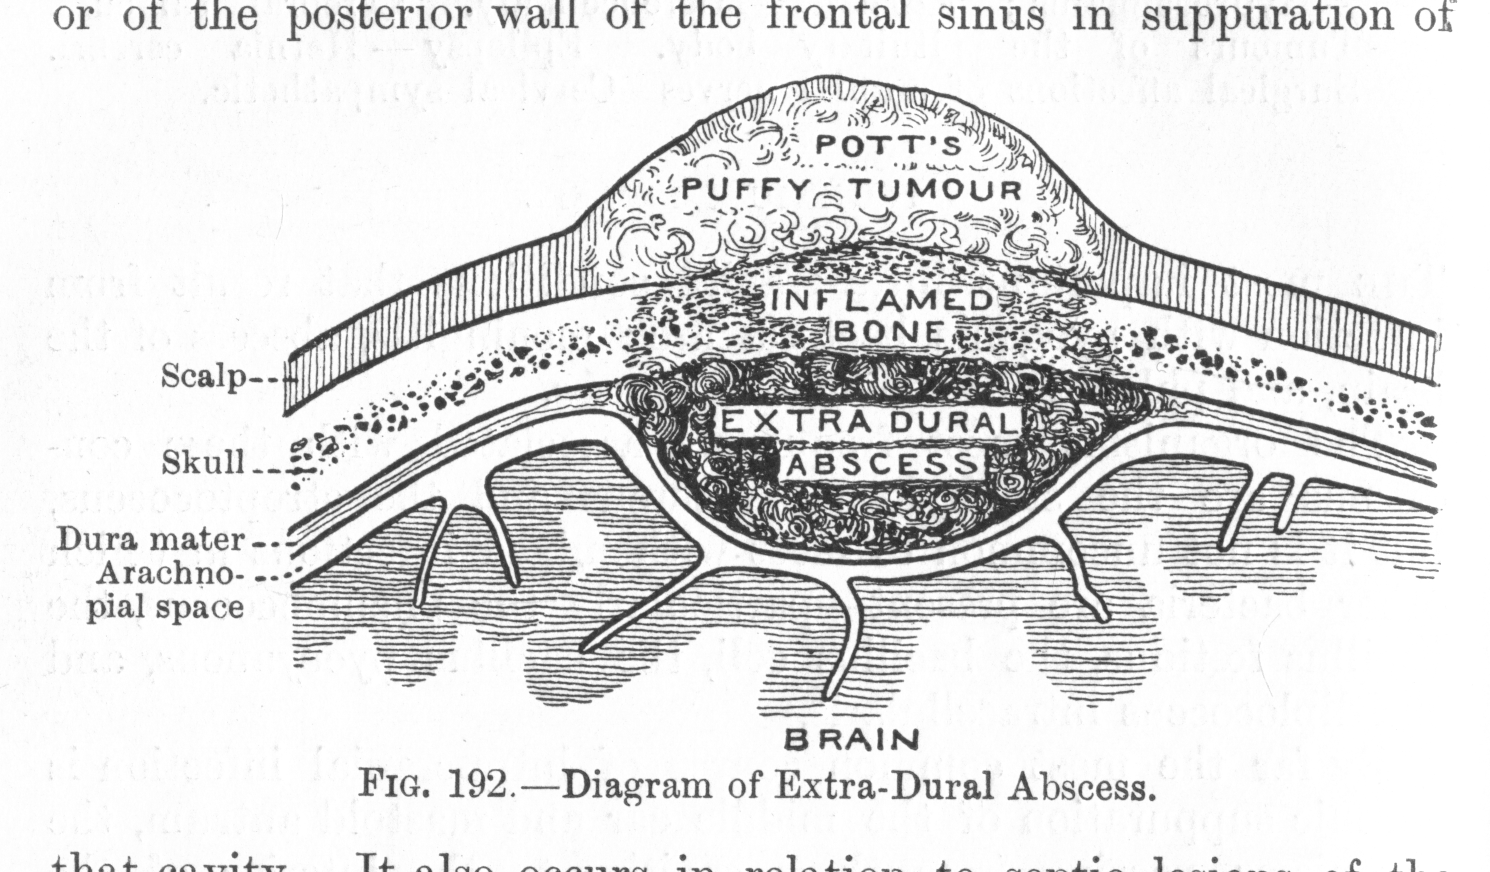 or of the posterior wall of the frontal sinus in suppuration of
POTT'S
PUFFY TUMOUR
INFLAMED
BONE
EXTRA DURAL
ABSCESS
Scalp
Skull
Dura mater
Arachno-
pial space
BRAIN
FIG. 192.—Diagram of Extra-Dural Abscess.
that cavity. It also occurs in relation to septic lesions of the